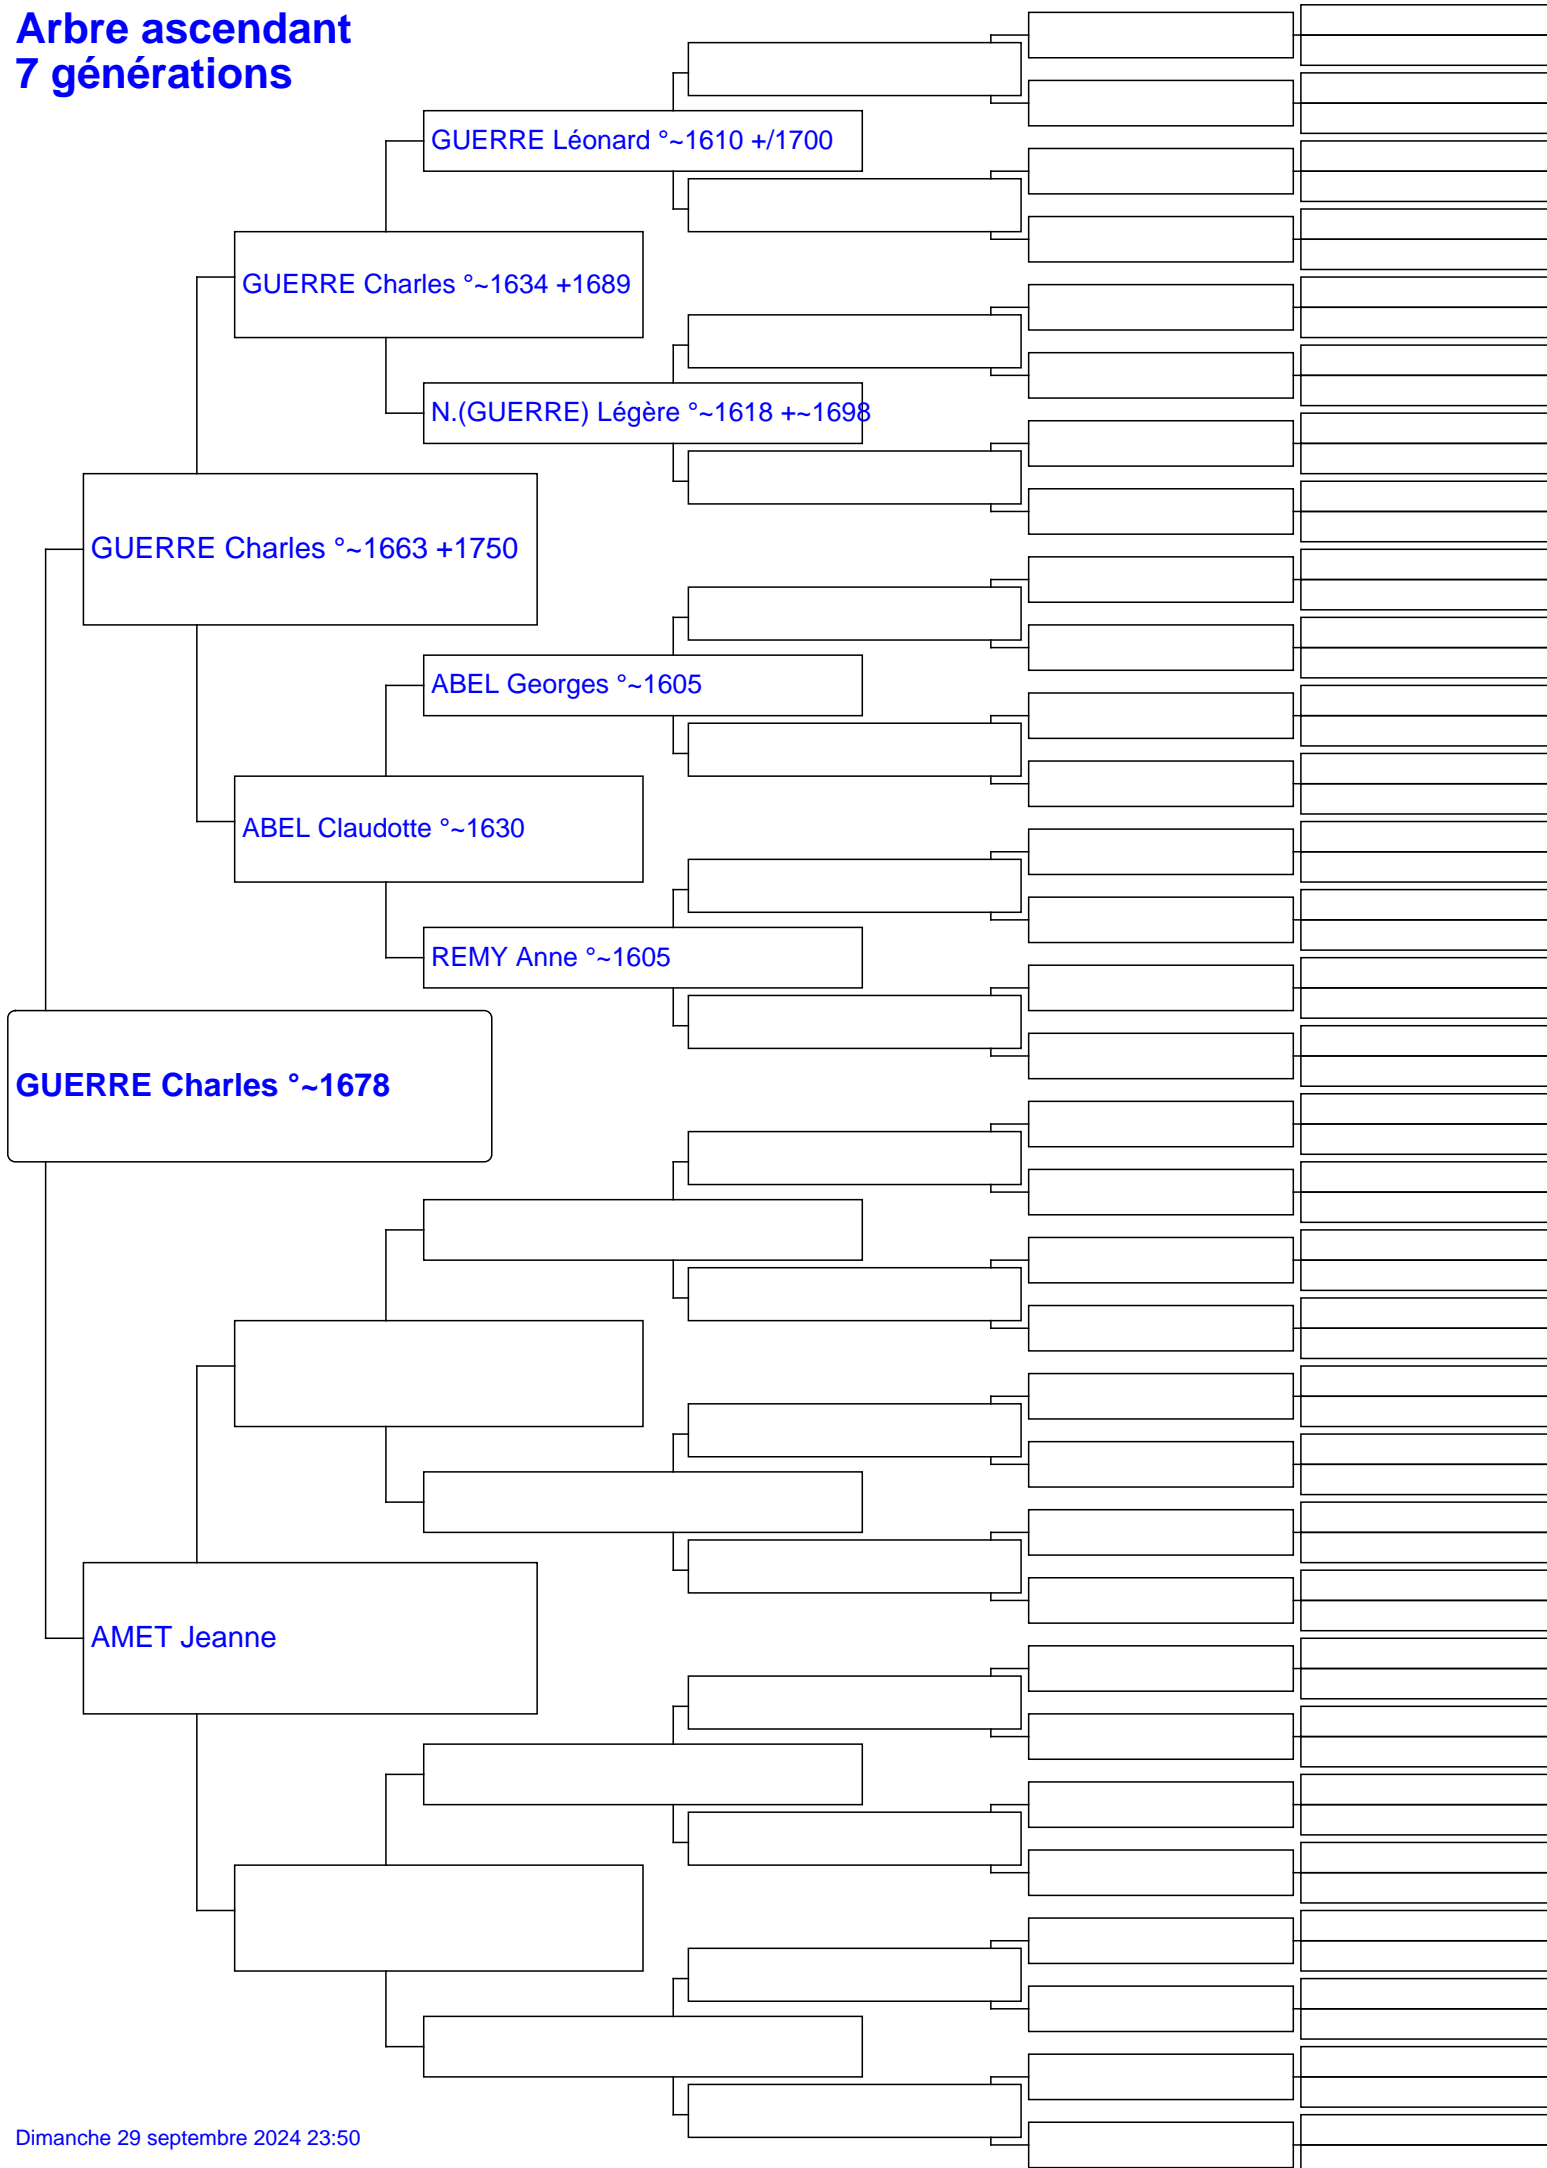 Arbre ascendant
7 générations
GUERRE Léonard °~1610 +/1700
GUERRE Charles °~1634 +1689
N.(GUERRE) Légère °~1618 +~1698
GUERRE Charles °~1663 +1750
ABEL Georges °~1605
ABEL Claudotte °~1630
REMY Anne °~1605
GUERRE Charles °~1678
AMET Jeanne
Dimanche 29 septembre 2024 23:50